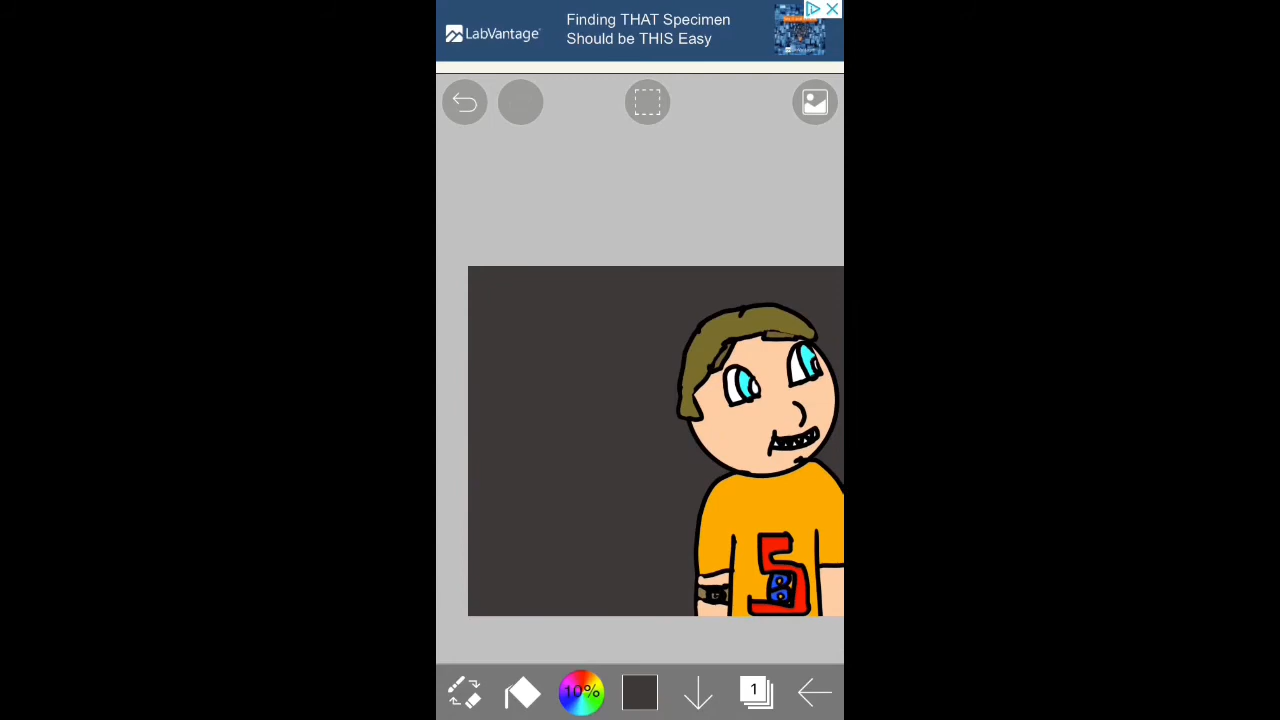 LabVantage
Finding THAT Specimen
Should be THIS Easy
5
10%
1